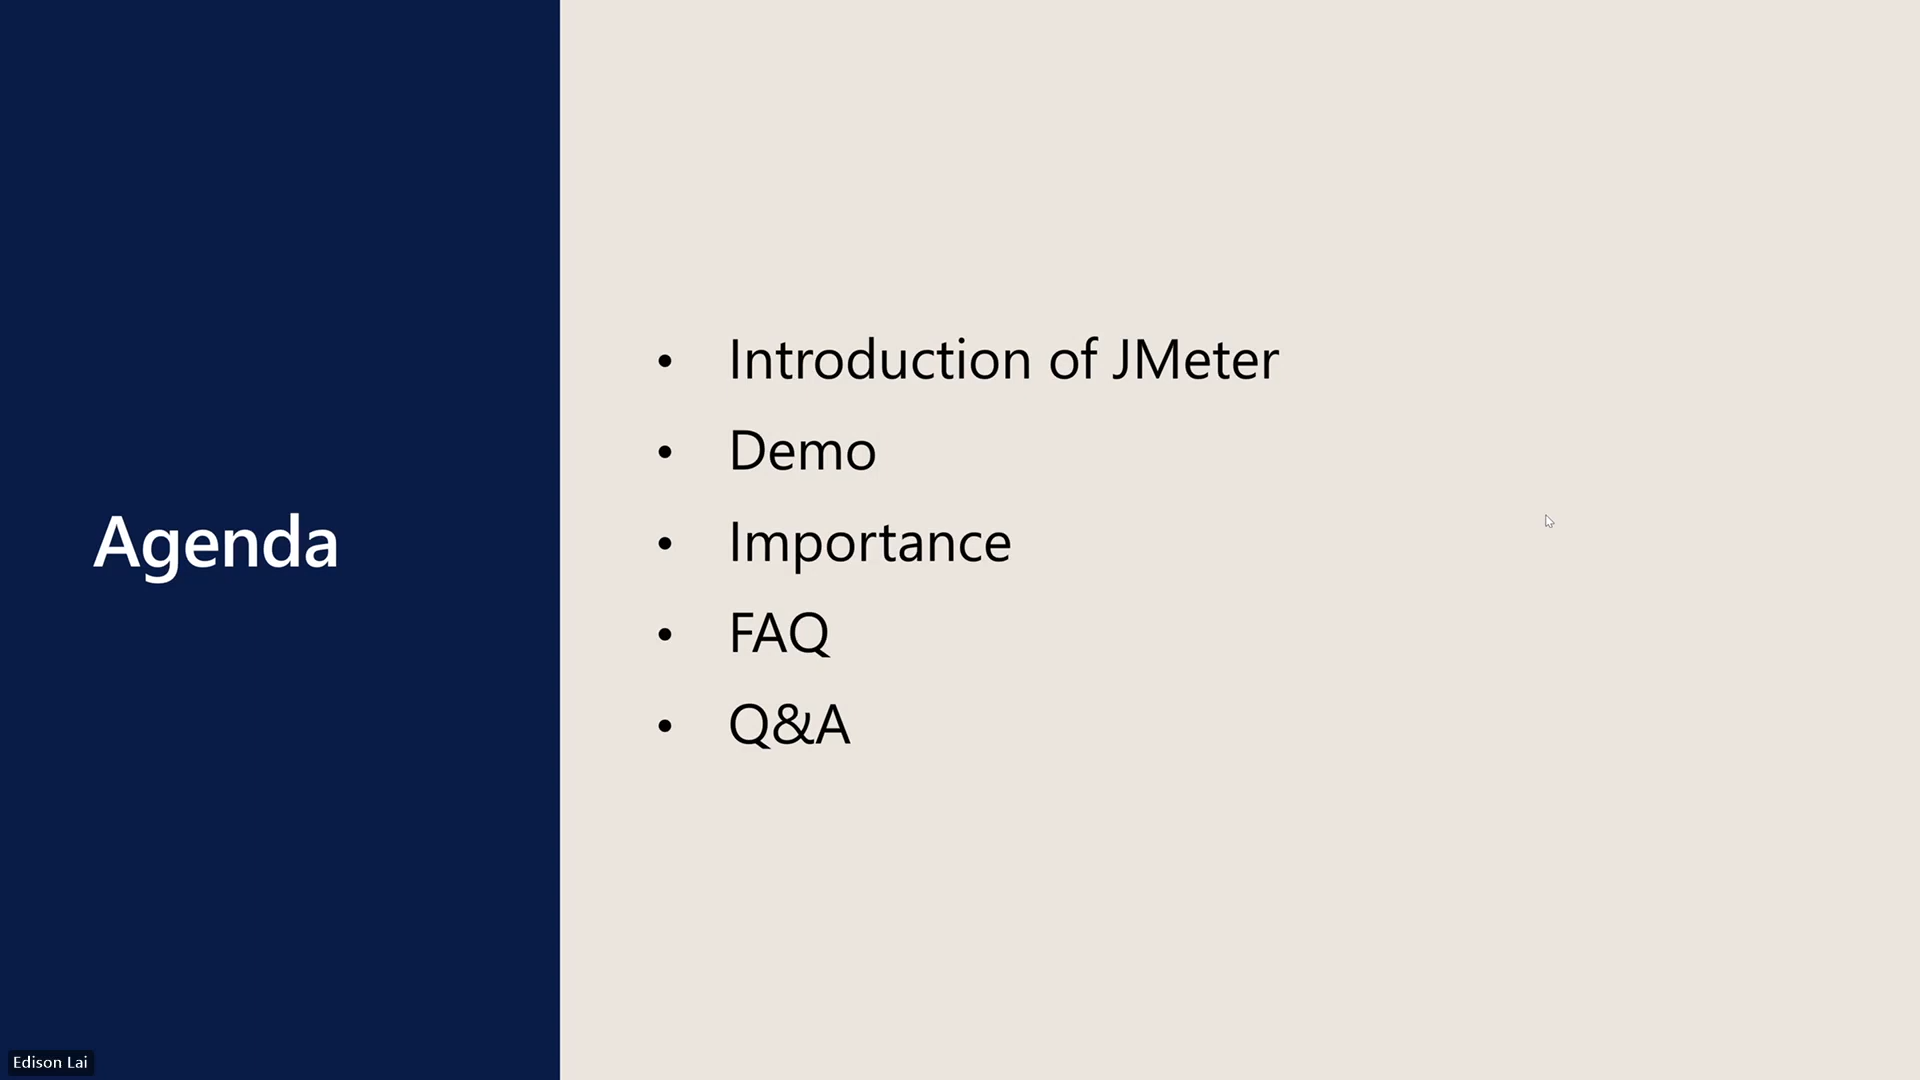 Agenda
• Introduction of JMeter
• Demo
• Importance
• FAQ
• Q&A
Edison Lai